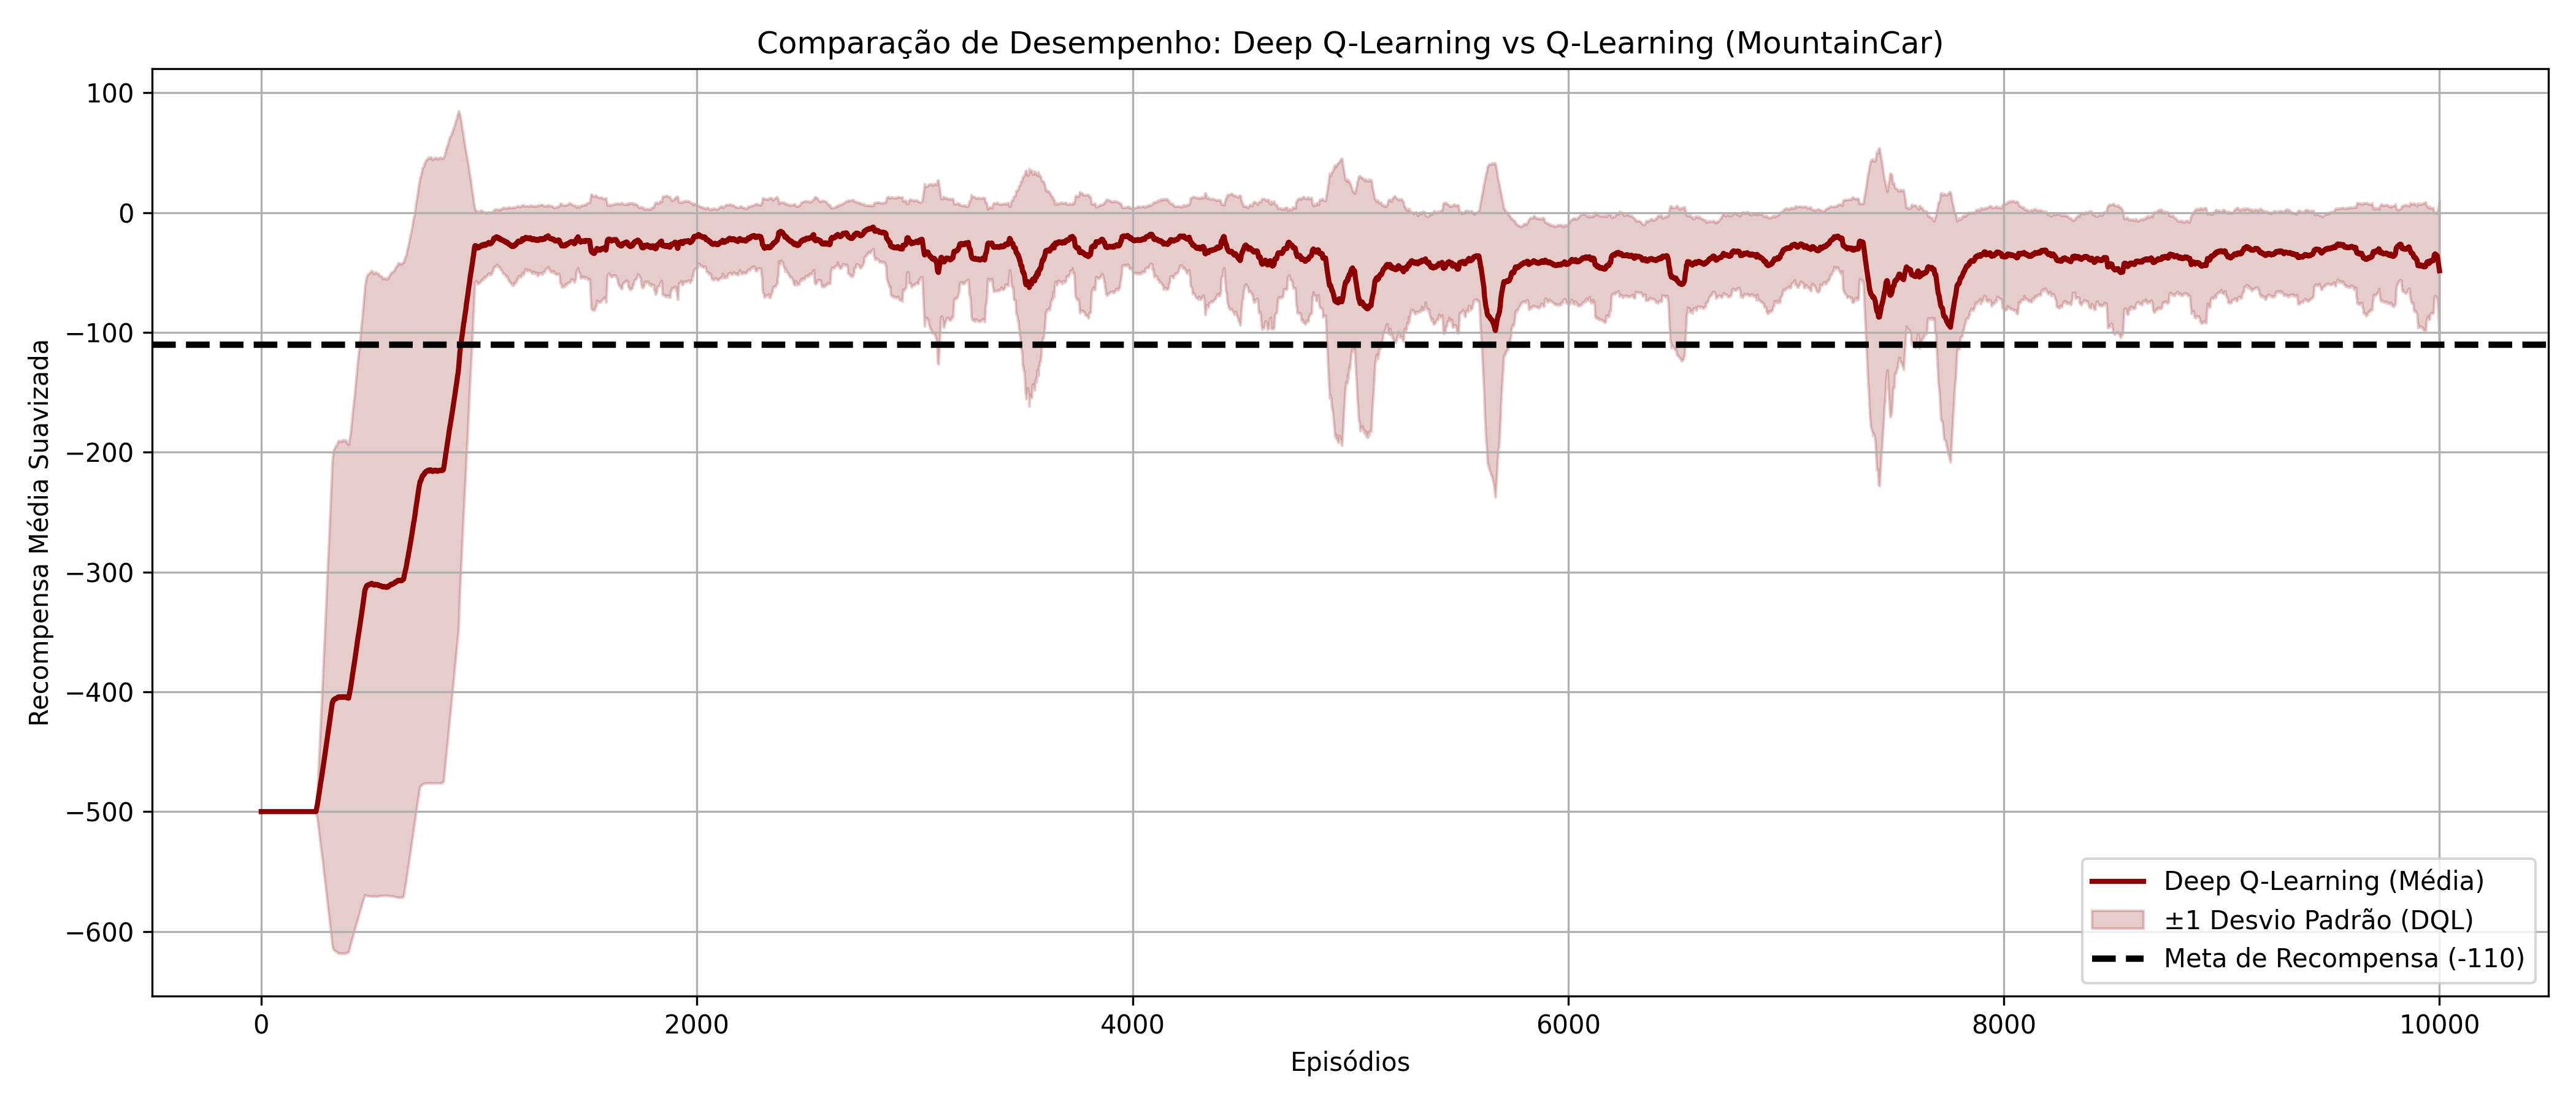 Comparação de Desempenho: Deep Q-Learning vs Q-Learning (MountainCar)
Recompensa Média Suavizada
100
0
−100
−200
−300
−400
−500
−600
0
2000
4000
6000
8000
10000
Episódios
Deep Q-Learning (Média)
±1 Desvio Padrão (DQL)
Meta de Recompensa (-110)